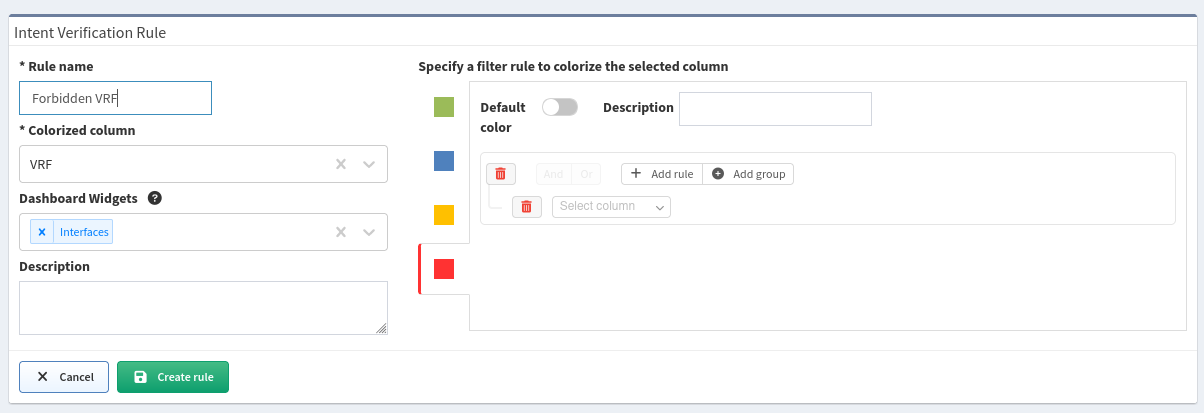 Intent Verification Rule
* Rule name
Forbidden VRF
* Colorized column
VRF
Dashboard Widgets ?
Interfaces
Description
Cancel
Create rule
Specify a filter rule to colorize the selected column
Default color
Description
And Or
Add rule
Add group
Select column